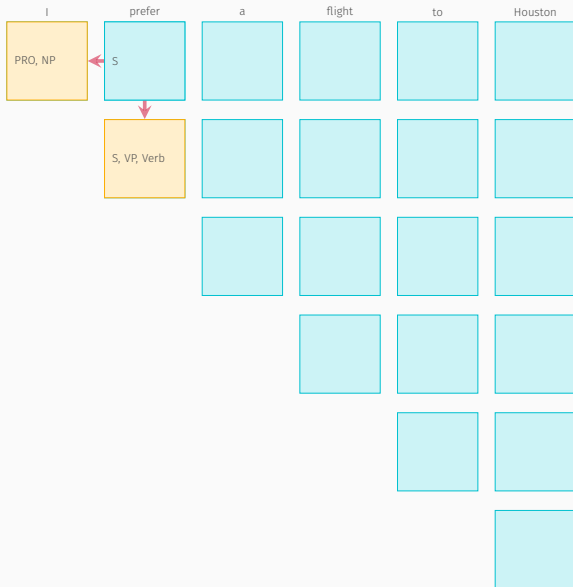 I prefer a flight to Houston
PRO, NP S
S, VP, Verb